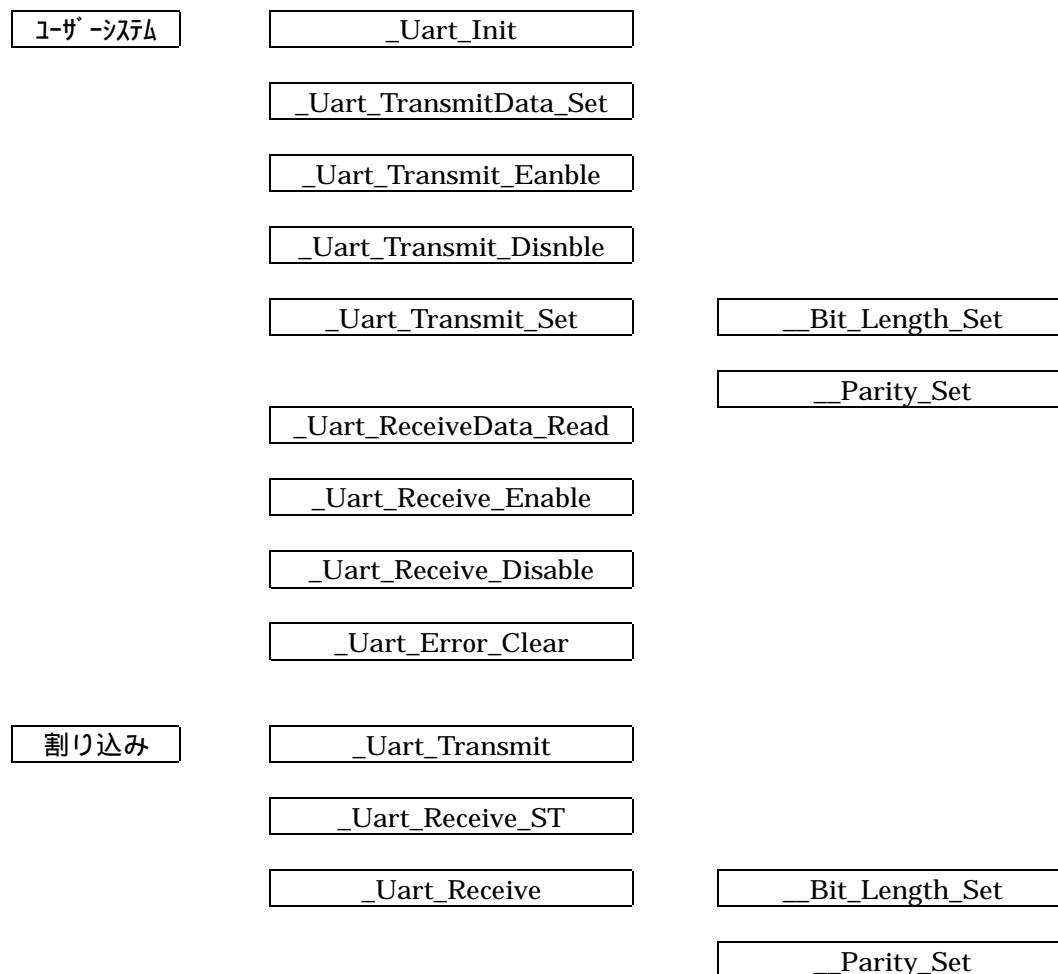 ﾕｰｻﾞｰｼｽﾃﾑ _Uart_Init
_Uart_TransmitData_Set
_Uart_Transmit_Eanble
_Uart_Transmit_Disnble
_Uart_Transmit_Set __Bit_Length_Set
__Parity_Set
_Uart_ReceiveData_Read
_Uart_Receive_Enable
_Uart_Receive_Disable
_Uart_Error_Clear
割り込み _Uart_Transmit
_Uart_Receive_ST
_Uart_Receive __Bit_Length_Set
__Parity_Set